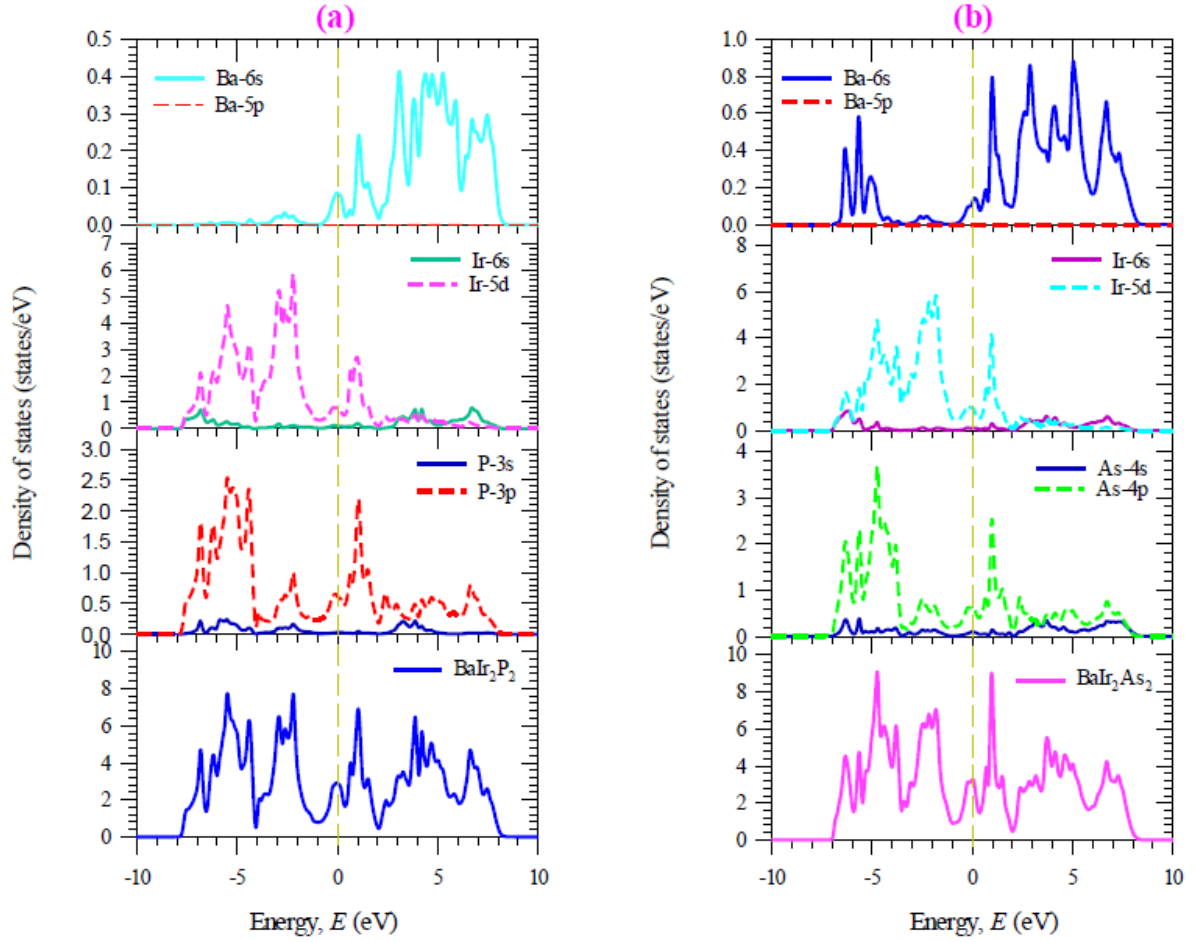 (a)
0.5
0.4
0.3
0.2
0.1
0.0
Ba-6s
Ba-5p
7
6
5
4
3
2
1
0
Ir-6s
Ir-5d
3.0
2.5
2.0
1.5
1.0
0.5
0.0
P-3s
P-3p
10
8
6
4
2
0
BaIr₂P₂
-10 -5 0 5 10
Energy, E (eV)
Density of states (states/eV)
(b)
1.0
0.8
0.6
0.4
0.2
0.0
Ba-6s
Ba-5p
8
6
4
2
0
Ir-6s
Ir-5d
4
3
2
1
0
As-4s
As-4p
10
8
6
4
2
0
BaIr₂As₂
-10 -5 0 5 10
Energy, E (eV)
Density of states (states/eV)